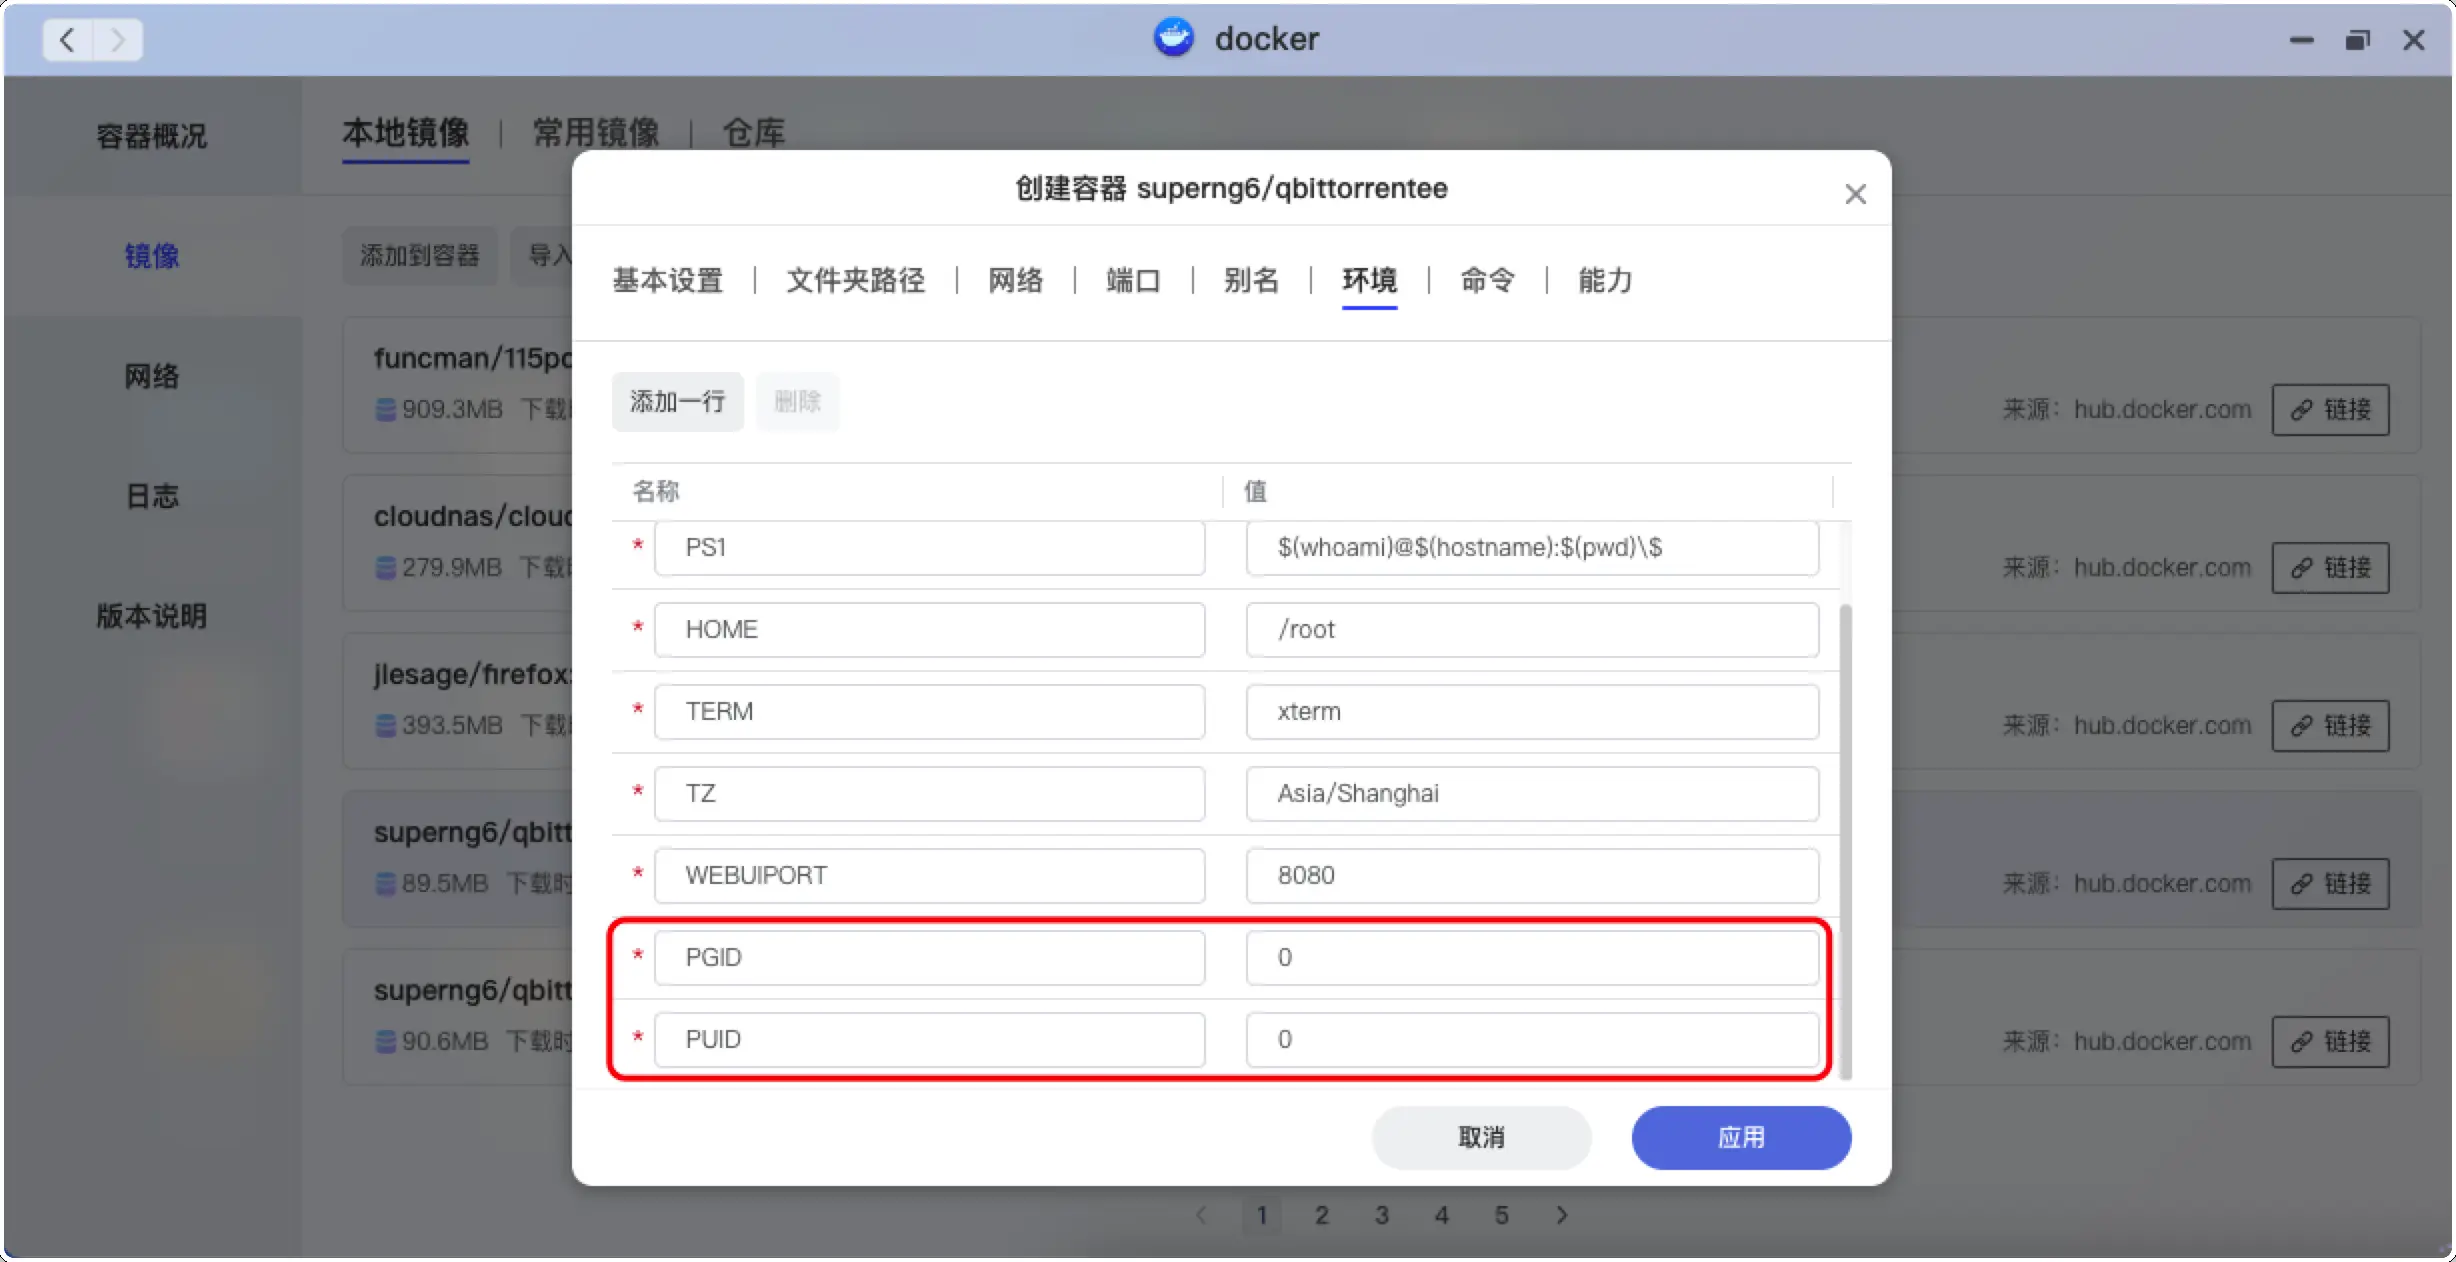 docker
容器概况
镜像
网络
日志
版本说明
本地镜像 | 常用镜像 | 仓库
添加到容器 导入
funcman/115pc
909.3MB 下载
来源：hub.docker.com 链接
cloudnas/cloud
279.9MB 下载
来源：hub.docker.com 链接
jlesage/firefox:
393.5MB 下载
来源：hub.docker.com 链接
superng6/qbitt
89.5MB 下载时
来源：hub.docker.com 链接
superng6/qbitt
90.6MB 下载时
来源：hub.docker.com 链接
创建容器 superng6/qbittorrentee
基本设置 | 文件夹路径 | 网络 | 端口 | 别名 | 环境 | 命令 | 能力
添加一行 删除
名称 值
* PS1 $(whoami)@$(hostname):$(pwd)\$
* HOME /root
* TERM xterm
* TZ Asia/Shanghai
* WEBUIPORT 8080
* PGID 0
* PUID 0
取消 应用
1 2 3 4 5